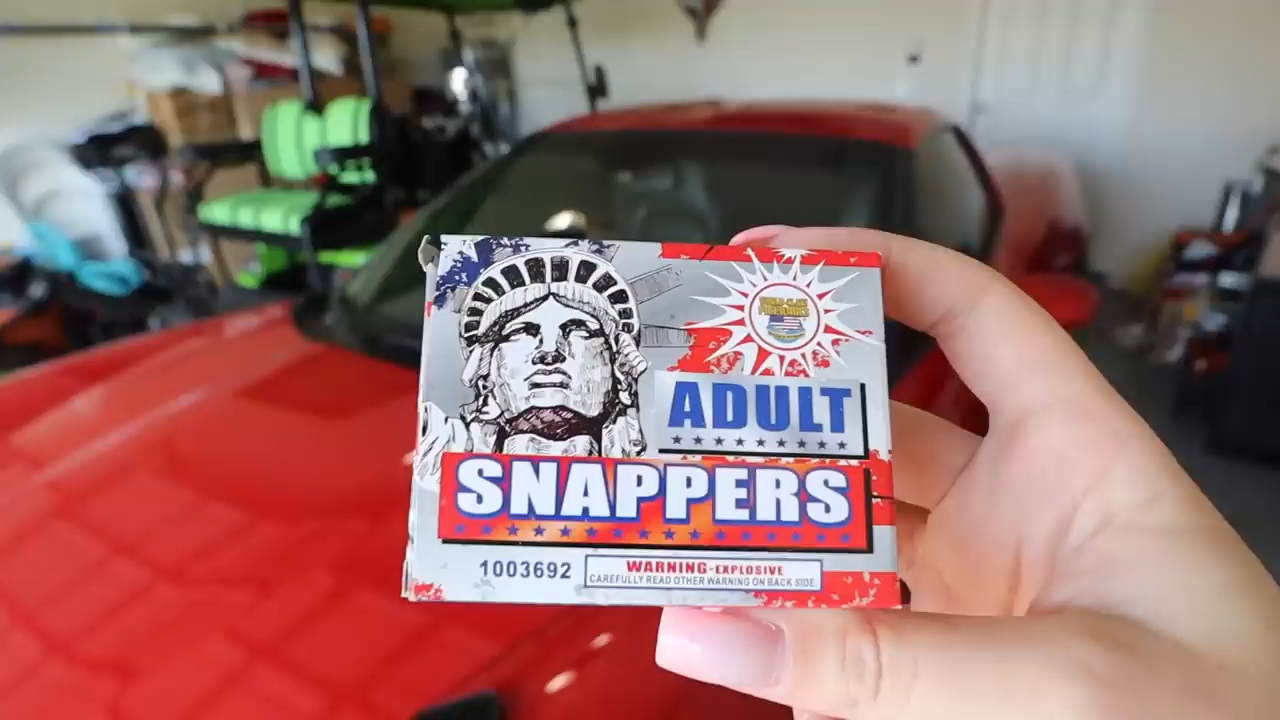 ADULT
SNAPPERS
1003692
WARNING-EXPLOSIVE
CAREFULLY READ OTHER WARNING ON BACK SIDE.